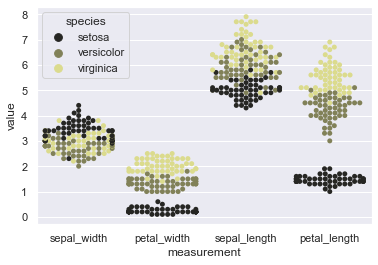 species
setosa
versicolor
virginica
value
8
7
6
5
4
3
2
1
0
sepal_width petal_width sepal_length petal_length
measurement